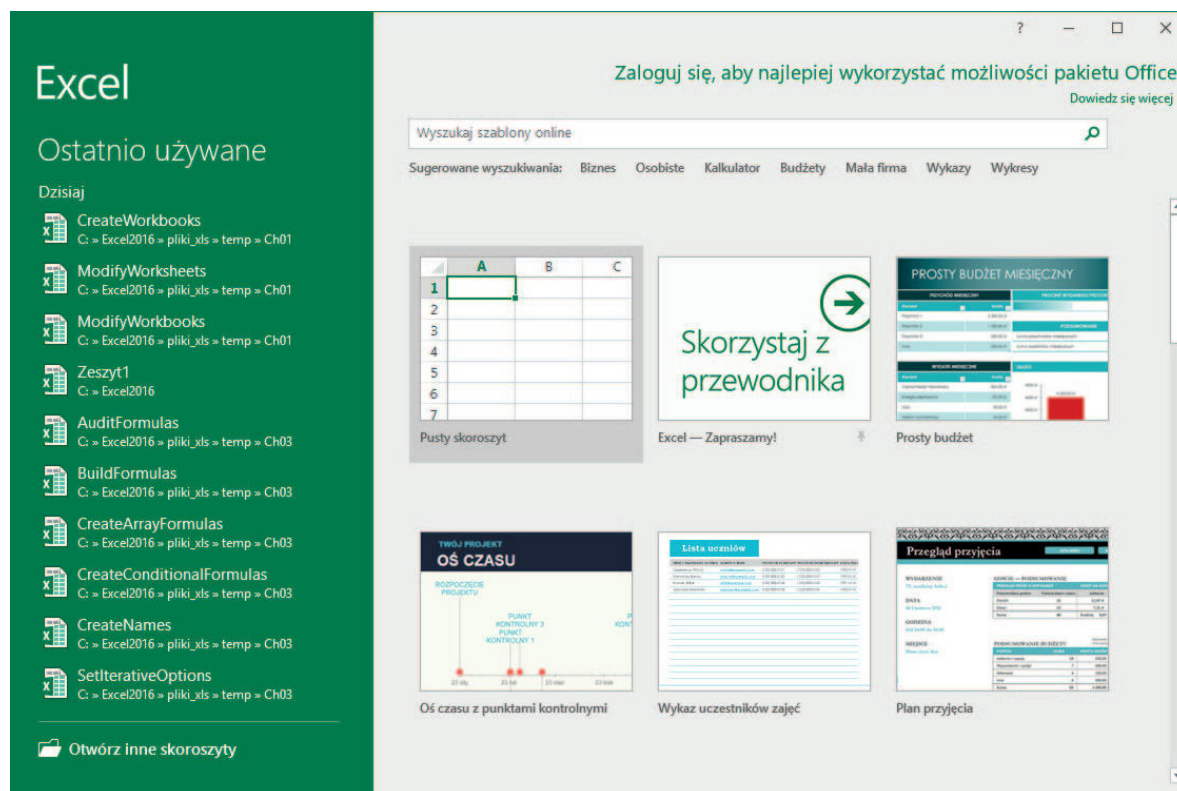 ?
Excel
Zaloguj się, aby najlepiej wykorzystać możliwości pakietu Office
Dowiedz się więcej
Wyszukaj szablony online
Sugerowane wyszukiwania: Biznes Osobiste Kalkulator Budżety Mała firma Wykazy Wykresy
Ostatnio używane
Dzisiaj
CreateWorkbooks
C: » Excel2016 » pliki_xls » temp » Ch01
ModifyWorksheets
C: » Excel2016 » pliki_xls » temp » Ch01
ModifyWorkbooks
C: » Excel2016 » pliki_xls » temp » Ch01
Zeszyt1
C: » Excel2016
AuditFormulas
C: » Excel2016 » pliki_xls » temp » Ch03
BuildFormulas
C: » Excel2016 » pliki_xls » temp » Ch03
CreateArrayFormulas
C: » Excel2016 » pliki_xls » temp » Ch03
CreateConditionalFormulas
C: » Excel2016 » pliki_xls » temp » Ch03
CreateNames
C: » Excel2016 » pliki_xls » temp » Ch03
SetIterativeOptions
C: » Excel2016 » pliki_xls » temp » Ch03
Otwórz inne skoroszyty
A B C
1
2
3
4
5
6
7
Pusty skoroszyt
Skorzystaj z
przewodnika
Excel — Zapraszamy!
PROSTY BUDŻET MIESIĘCZNY
Prosty budżet
TWÓJ PROJEKT
OŚ CZASU
ROZPOCZĘCIE
PROJEKTU
PUNKT
KONTROLNY 3
PUNKT
KONTROLNY 1
Oś czasu z punktami kontrolnymi
Lista uczniów
Wykaz uczestników zajęć
Przegląd przyjęcia
WYDARZENIE
DATA
GODZINA
MIEJSCE
Plan przyjęcia